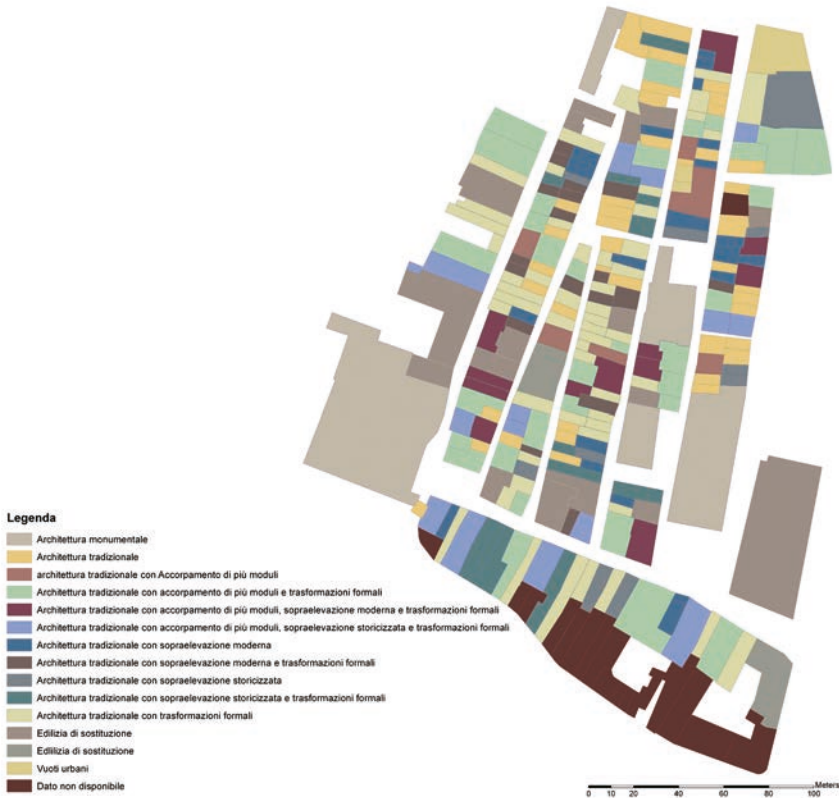 Legenda
Architettura monumentale
Architettura tradizionale
architettura tradizionale con Accorpamento di più moduli
Architettura tradizionale con accorpamento di più moduli e trasformazioni formali
Architettura tradizionale con accorpamento di più moduli, sopraelevazione moderna e trasformazioni formali
Architettura tradizionale con accorpamento di più moduli, sopraelevazione storicizzata e trasformazioni formali
Architettura tradizionale con sopraelevazione moderna
Architettura tradizionale con sopraelevazione moderna e trasformazioni formali
Architettura tradizionale con sopraelevazione storicizzata
Architettura tradizionale con sopraelevazione storicizzata e trasformazioni formali
Architettura tradizionale con trasformazioni formali
Edilizia di sostituzione
Edlilizia di sostituzione
Vuoti urbani
Dato non disponibile
Meters
0 10 20 40 60 80 100